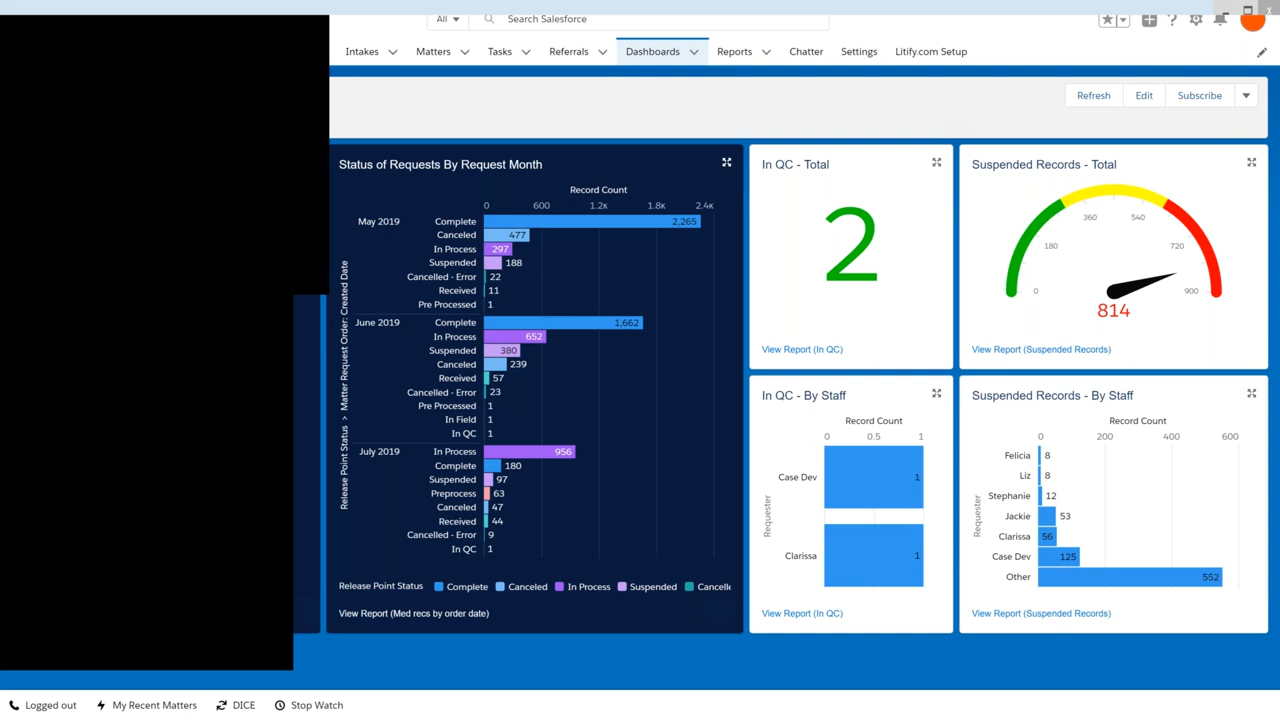 All
Search Salesforce
Intakes Matters Tasks Referrals Dashboards Reports Chatter Settings Litify.com Setup
Refresh Edit Subscribe
Status of Requests By Request Month
Record Count
0 600 1.2K 1.8K 2.4K
Release Point Status > Matter Request Order: Created Date
May 2019
Complete 2,265
Canceled 477
In Process 297
Suspended 188
Cancelled - Error 22
Received 11
Pre Processed 1
June 2019
Complete 1,662
In Process 652
Suspended 380
Canceled 239
Received 57
Cancelled - Error 23
Pre Processed 1
In Field 1
In QC 1
July 2019
In Process 956
Complete 180
Suspended 97
Preprocess 63
Canceled 47
Received 44
Cancelled - Error 9
In QC 1
Release Point Status Complete Canceled In Process Suspended Cancelle
View Report (Med recs by order date)
In QC - Total
2
View Report (In QC)
Suspended Records - Total
0 180 360 540 720 900
814
View Report (Suspended Records)
In QC - By Staff
Record Count
0 0.5 1
Requester
Case Dev 1
Clarissa 1
View Report (In QC)
Suspended Records - By Staff
Record Count
0 200 400 600
Requester
Felicia 8
Liz 8
Stephanie 12
Jackie 53
Clarissa 56
Case Dev 125
Other 552
View Report (Suspended Records)
Logged out My Recent Matters DICE Stop Watch